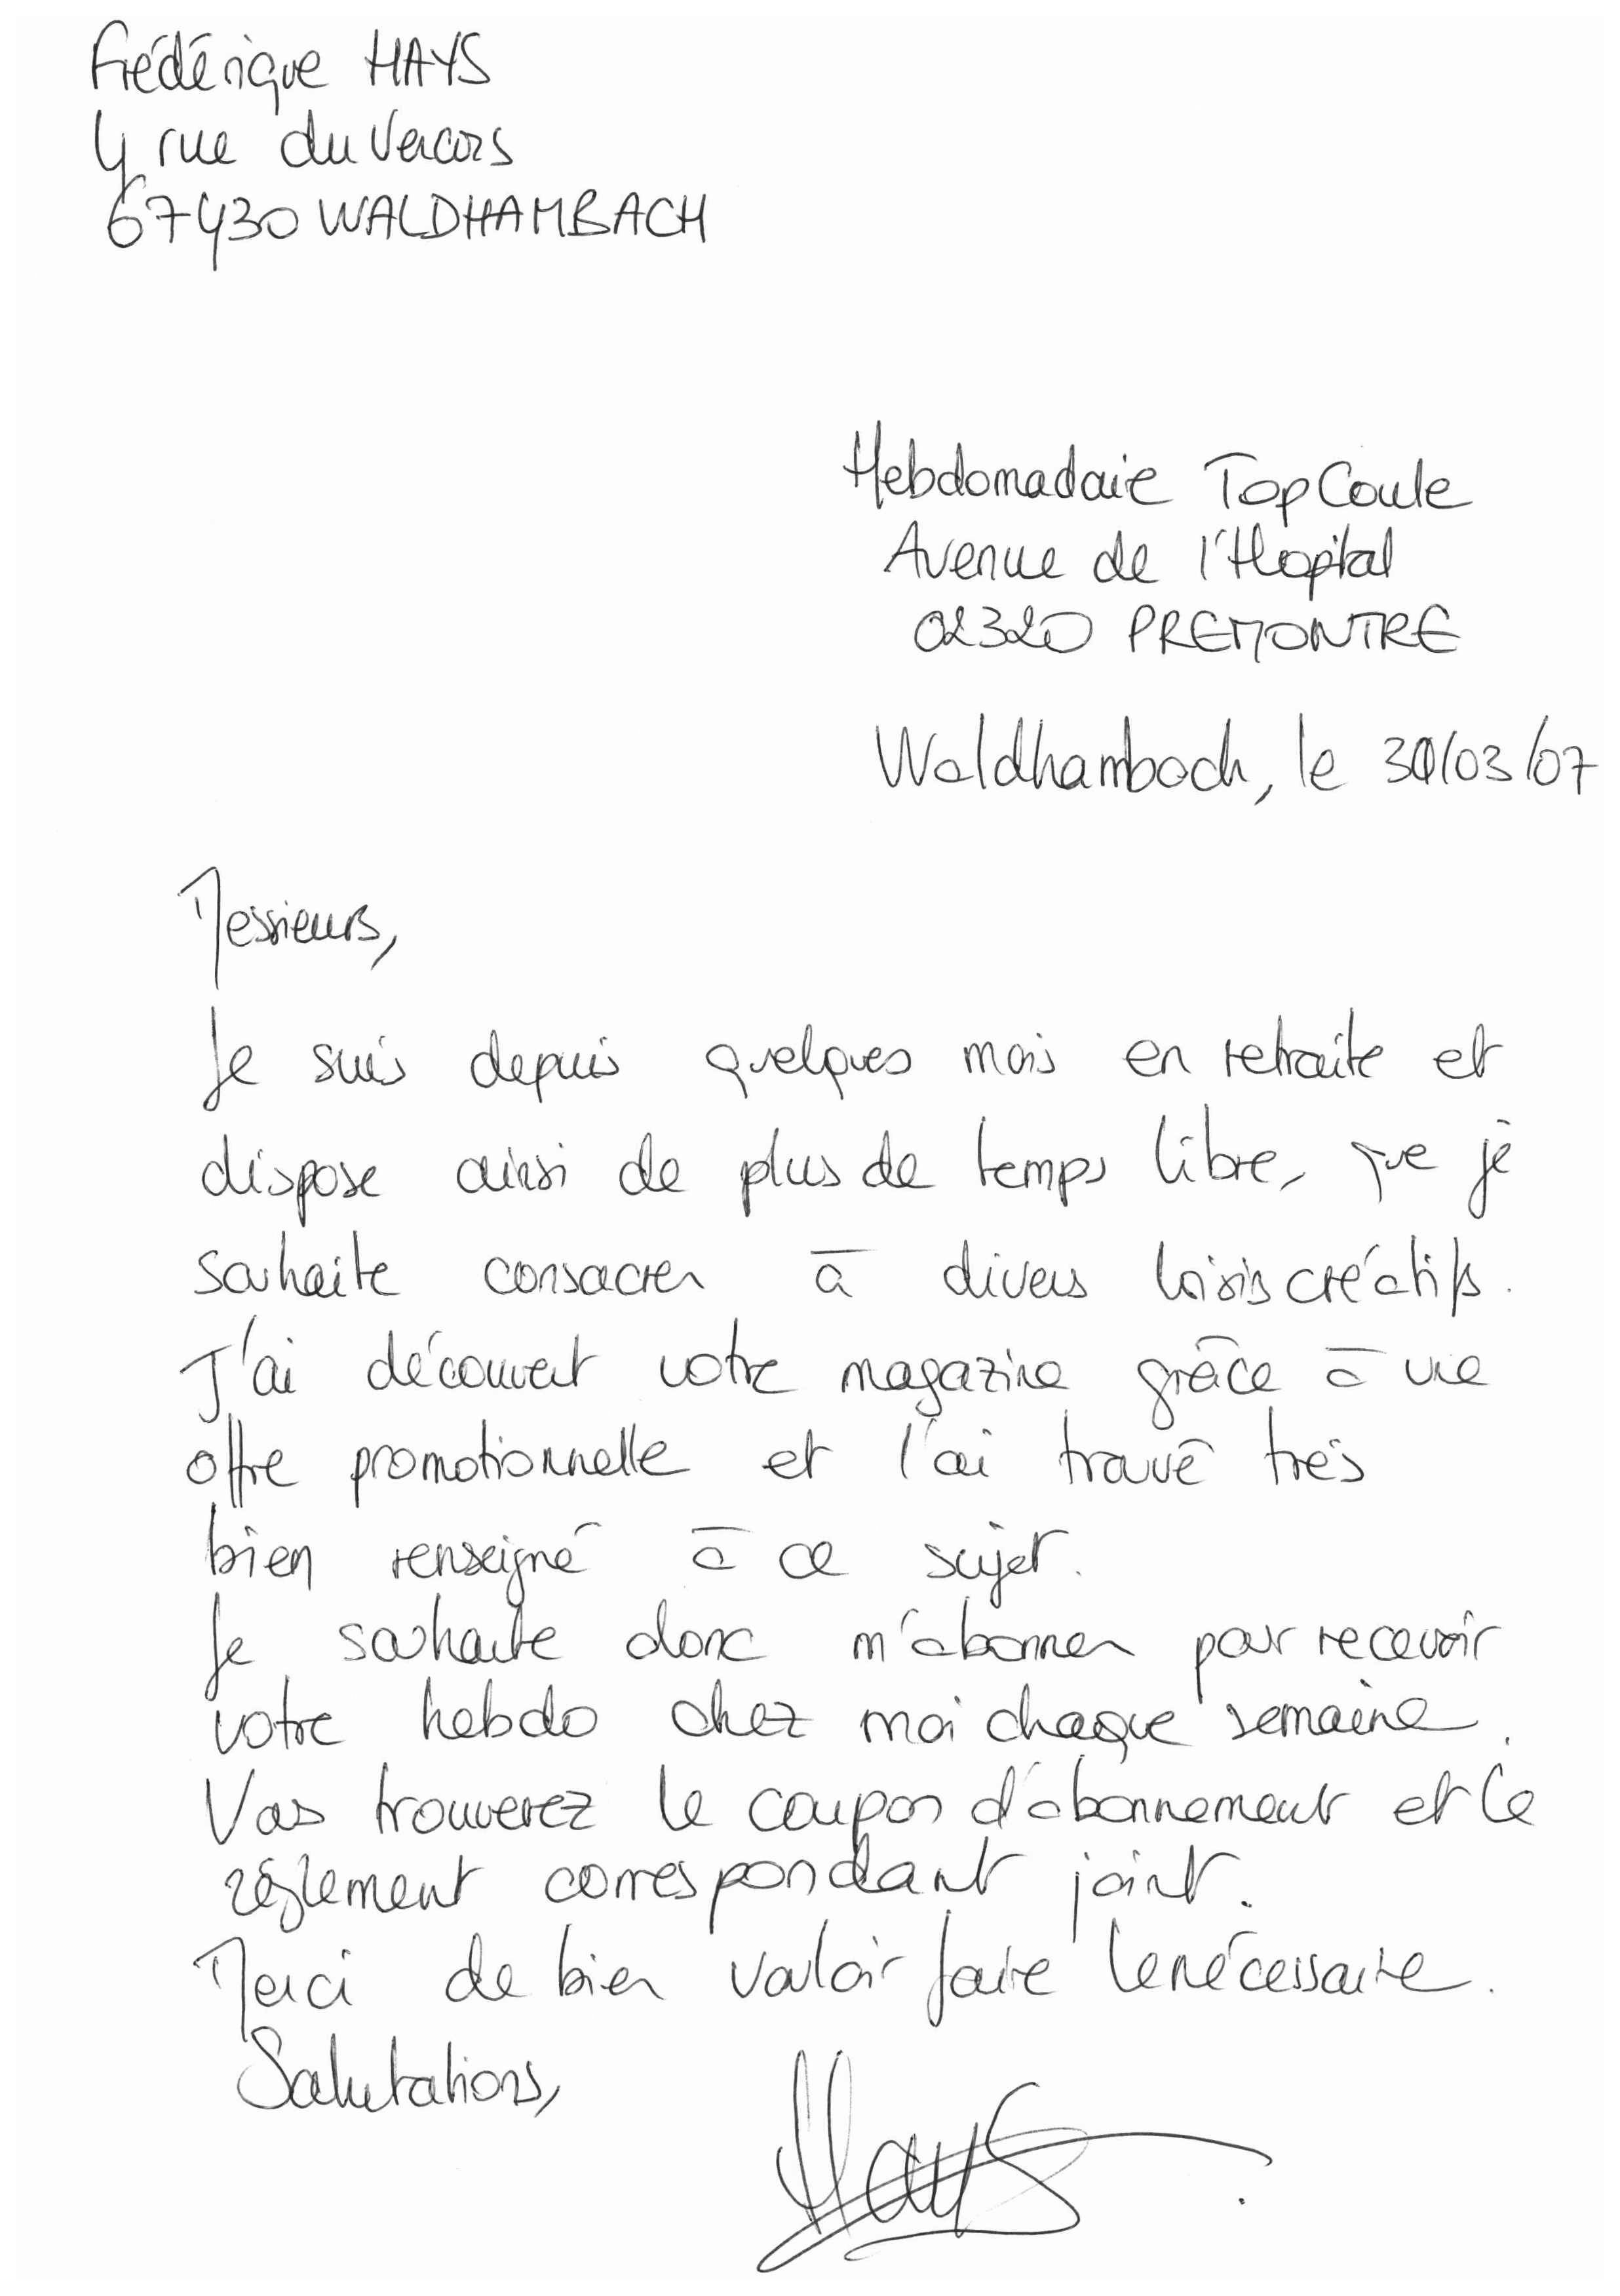 Frédérique HAYS
4 rue du Vercors
67430 WALDHAMBACH
Hebdomadaire Top Coule
Avenue de l'Hopital
02320 PREMONTRE
Waldhambach, le 30/03/07
Messieurs,
Je suis depuis quelques mois en retraite et
dispose ainsi de plus de temps libre, que je
souhaite consacrer à divers loisirs créatifs.
J'ai découvert votre magazine grâce à une
offre promotionnelle et l'ai trouvé très
bien renseigné à ce sujet.
Je souhaite donc m'abonner pour recevoir
votre hebdo chez moi chaque semaine.
Vous trouverez le coupon d'abonnement et le
règlement correspondant joint.
Merci de bien vouloir faire le nécessaire.
Salutations,
Hays